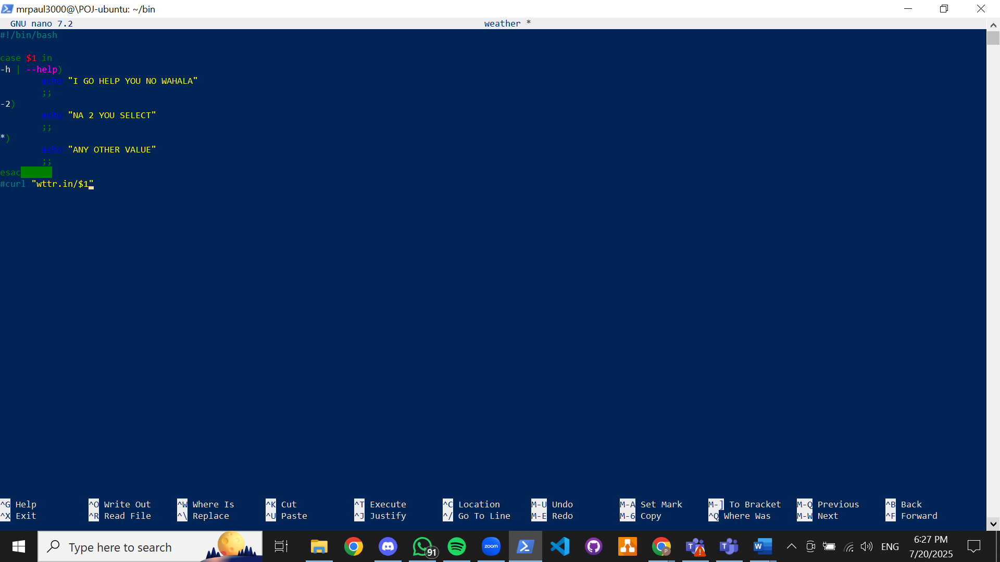 mrpaul3000@\POJ-ubuntu: ~/bin
GNU nano 7.2 weather *
#!/bin/bash
case $1 in
-h | --help)
echo "I GO HELP YOU NO WAHALA"
;;
-2)
echo "NA 2 YOU SELECT"
;;
*)
echo "ANY OTHER VALUE"
;;
esac
#curl "wttr.in/$1"
^G Help ^O Write Out ^W Where Is ^K Cut ^T Execute ^C Location M-U Undo M-A Set Mark M-] To Bracket M-Q Previous ^B Back
^X Exit ^R Read File ^\ Replace ^U Paste ^J Justify ^/ Go To Line M-E Redo M-6 Copy ^Q Where Was M-W Next ^F Forward
Type here to search 91 zoom ENG 6:27 PM
7/20/2025